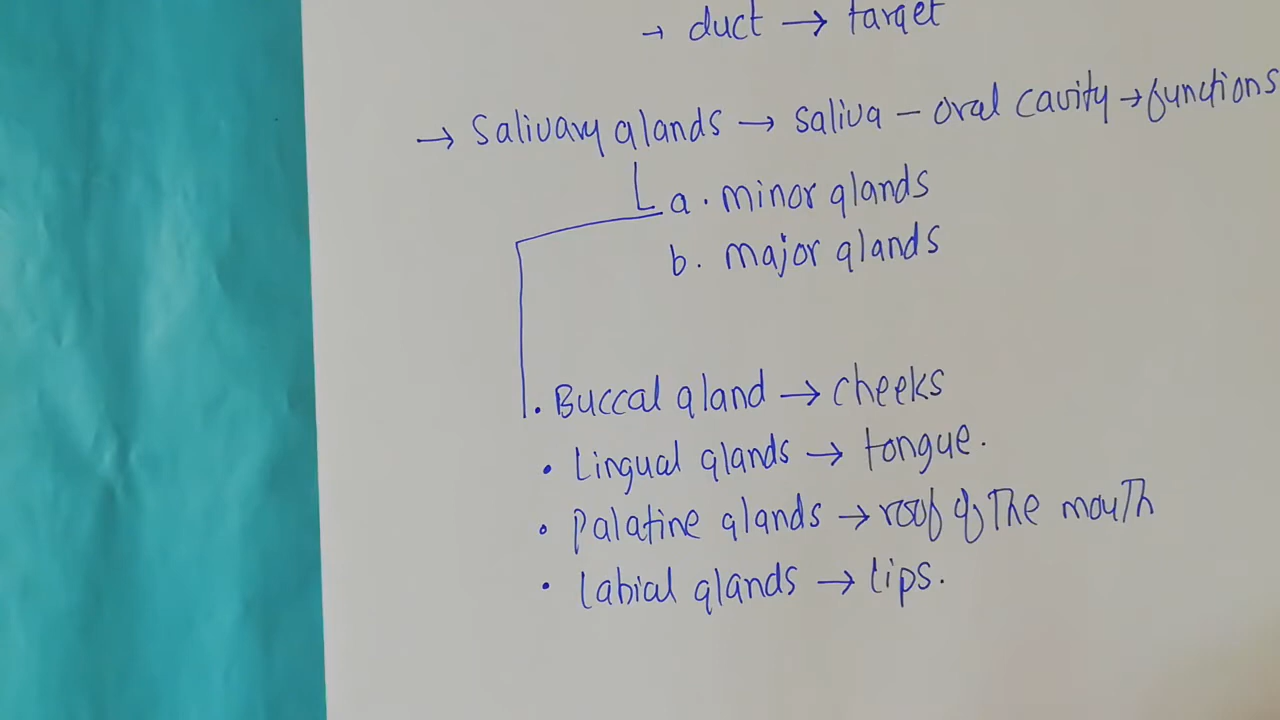 → duct → target
→ Salivary glands → saliva – oral cavity → functions
a. minor glands
b. major glands
• Buccal gland → cheeks
• Lingual glands → tongue.
• Palatine glands → roof of the mouth
• Labial glands → lips.